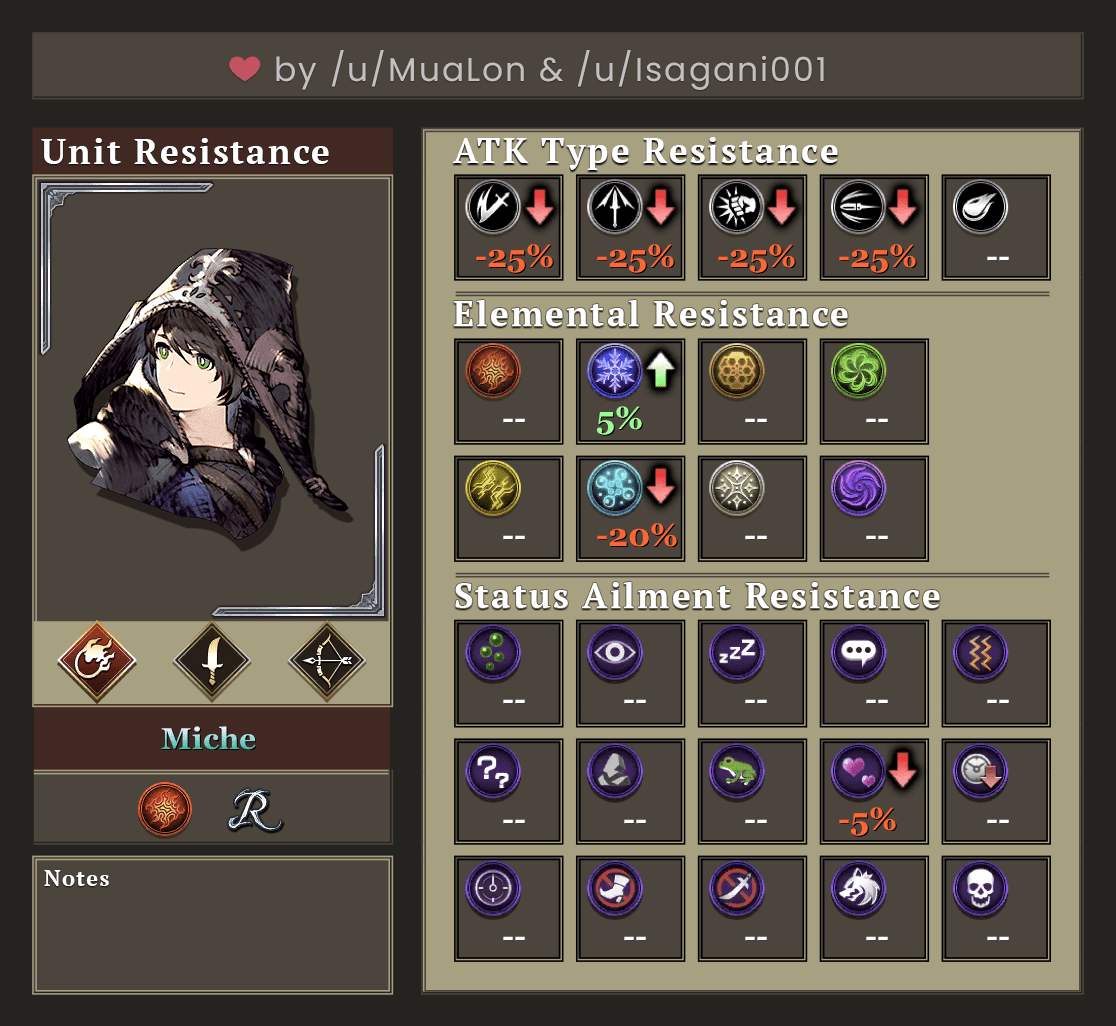 by /u/MuaLon & /u/Isagani001
Unit Resistance
Miche
R
Notes
ATK Type Resistance
-25% -25% -25% -25% --
Elemental Resistance
-- 5% -- --
-- -20% -- --
Status Ailment Resistance
zzZ
-- -- -- -- --
??
-- -- -- -5% --
-- -- -- -- --